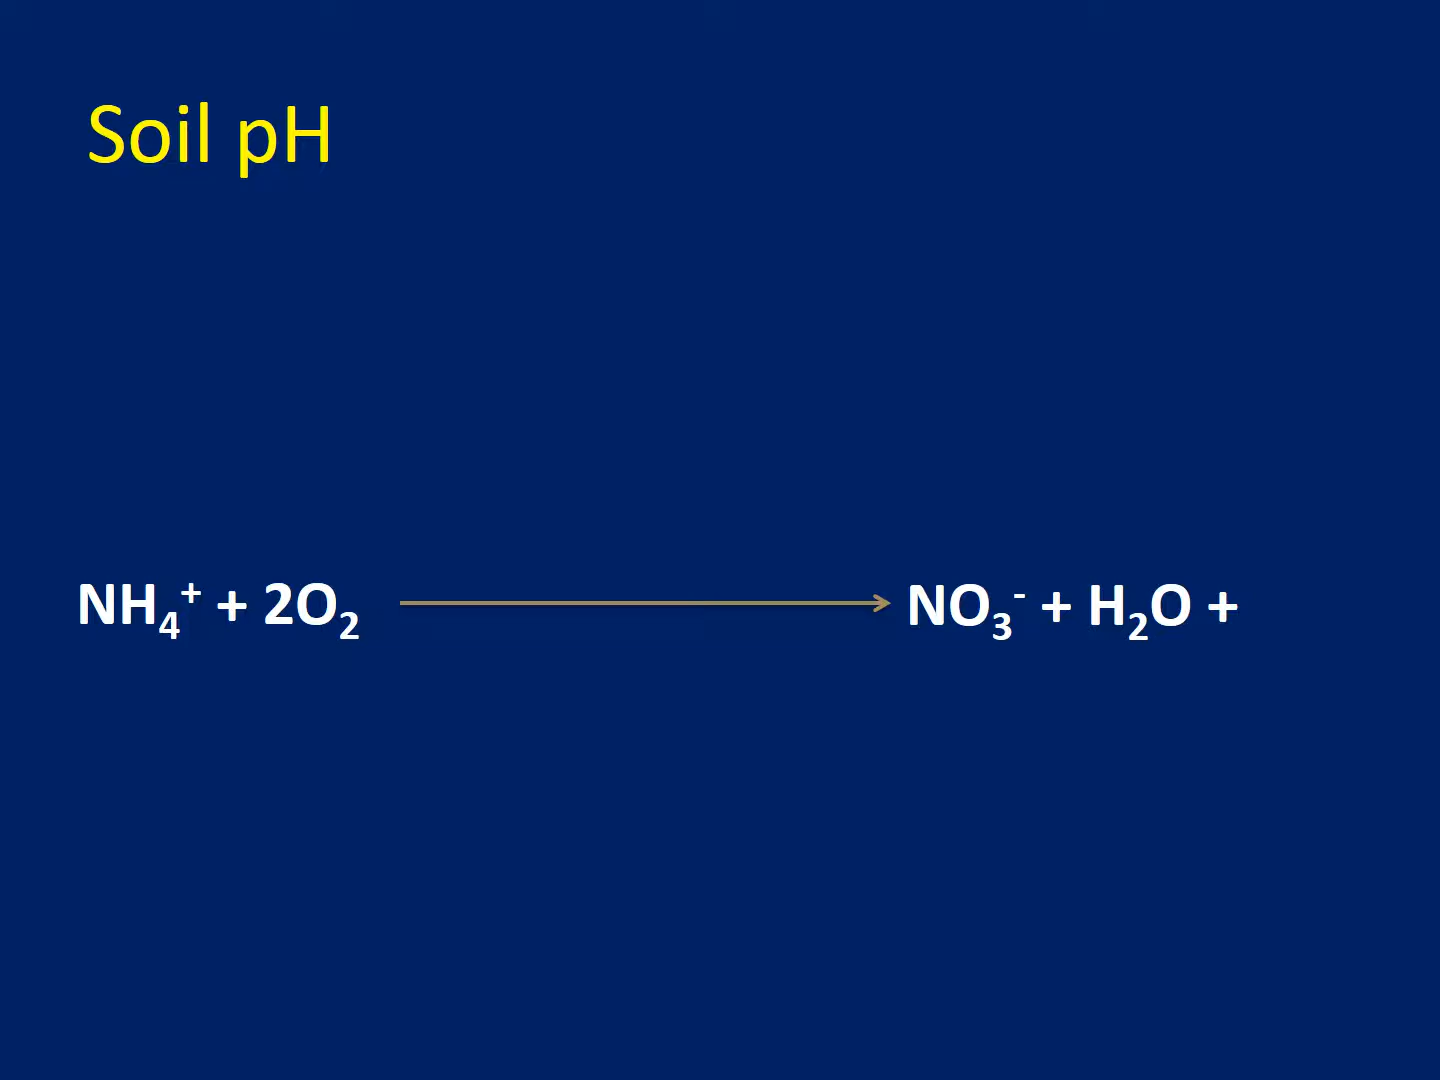 Soil pH
NH₄⁺ + 2O₂ → NO₃⁻ + H₂O +